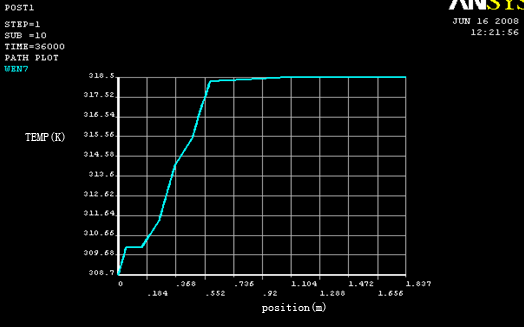 POST1
STEP=1
SUB =10
TIME=36000
PATH PLOT
WEN7
ANSYS
JUN 16 2008
12:21:56
TEMP(K)
318.5
317.52
316.54
315.56
314.58
313.6
312.62
311.64
310.66
309.68
308.7
0 .368 .736 1.104 1.472 1.837
.184 .552 .92 1.288 1.656
position(m)